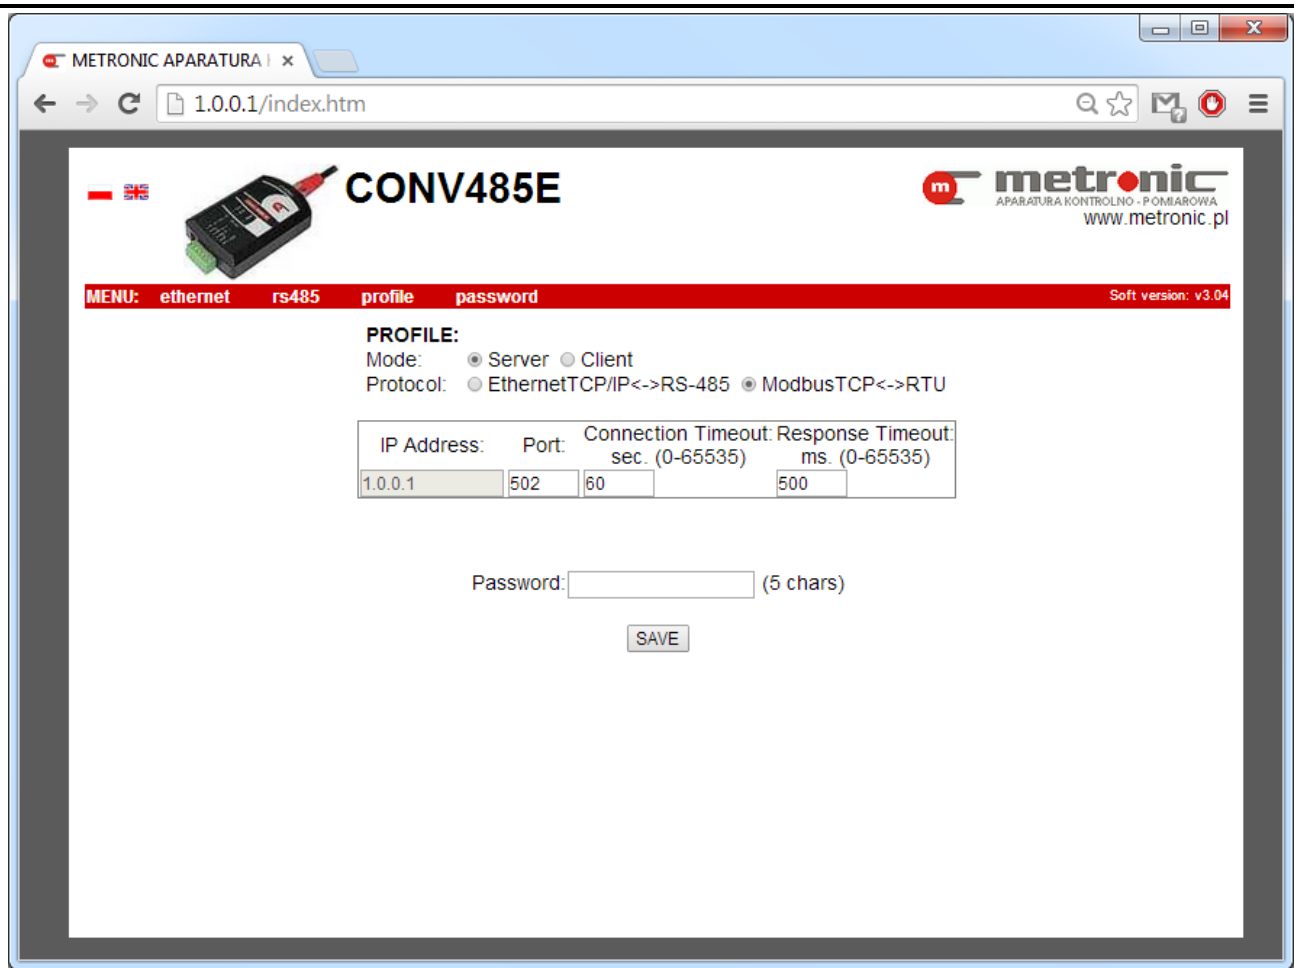 METRONIC APARATURA
1.0.0.1/index.htm
CONV485E
m metronic
APARATURA KONTROLNO - POMIAROWA
www.metronic.pl
MENU: ethernet rs485 profile password Soft version: v3.04
PROFILE:
Mode: Server Client
Protocol: EthernetTCP/IP<->RS-485 ModbusTCP<->RTU
IP Address: Port: Connection Timeout: sec. (0-65535) Response Timeout: ms. (0-65535)
1.0.0.1 502 60 500
Password: (5 chars)
SAVE